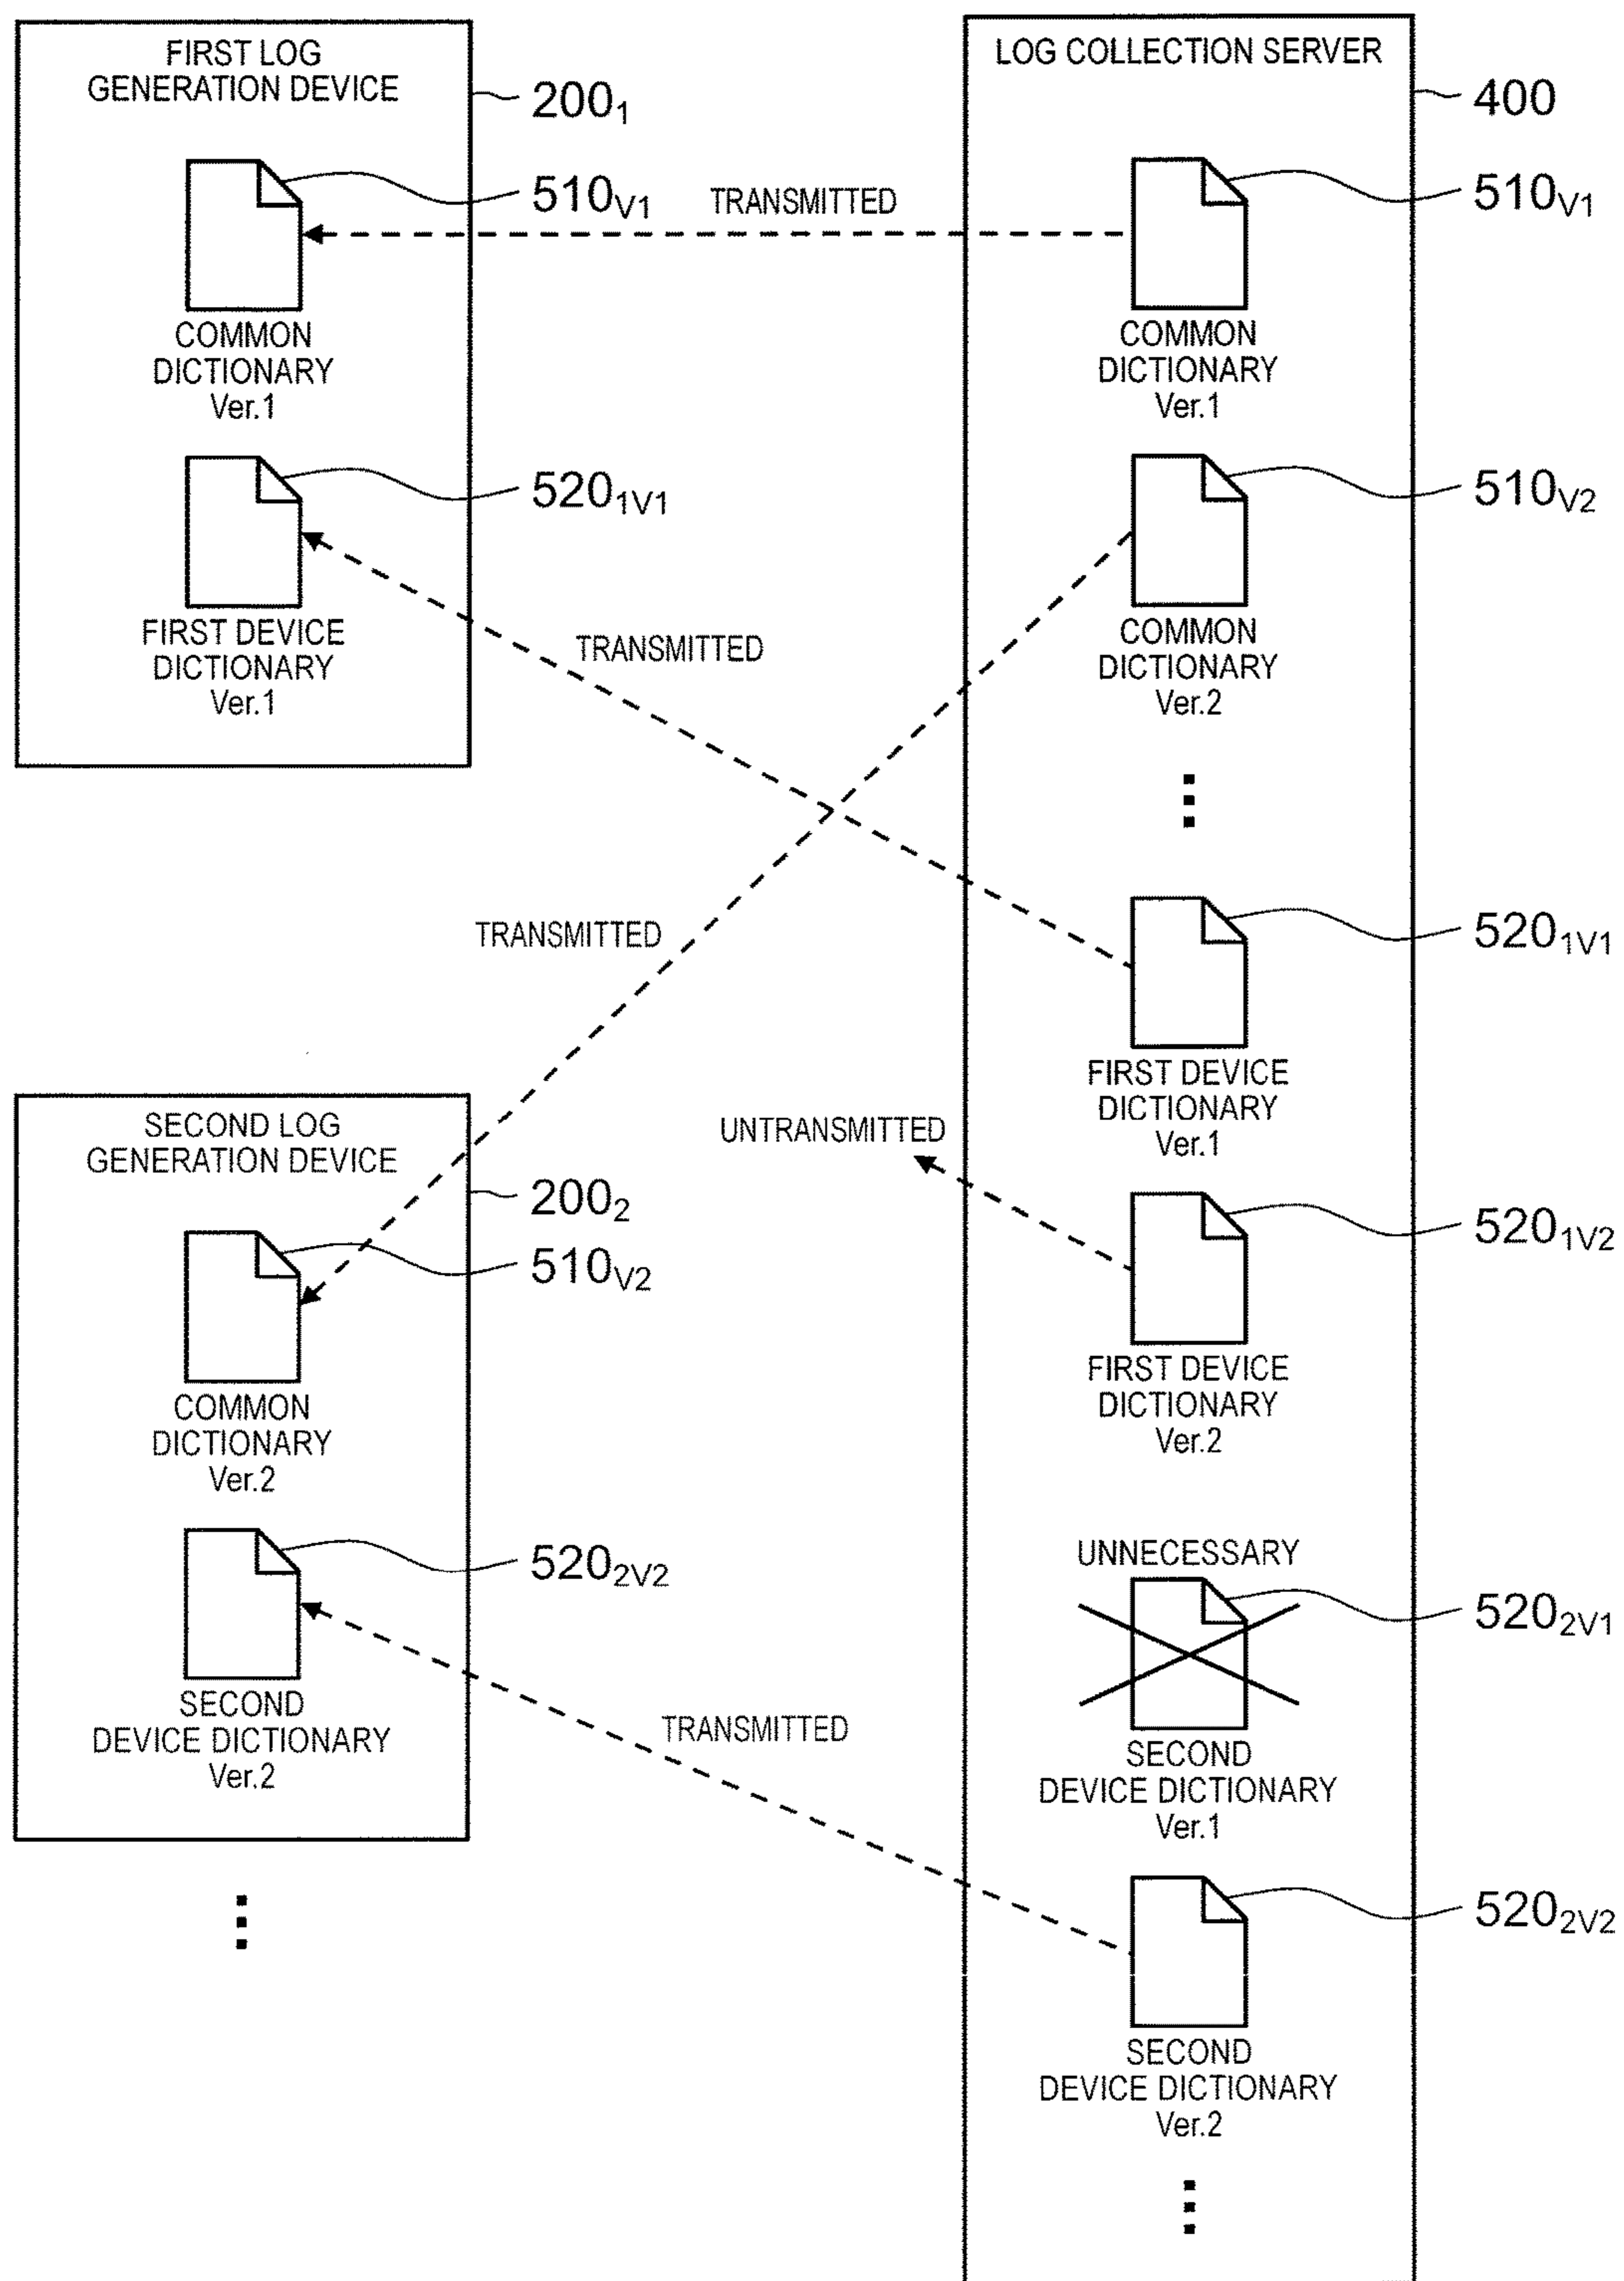 FIRST LOG
GENERATION DEVICE
200₁
510V1
COMMON
DICTIONARY
Ver.1
520₁V1
FIRST DEVICE
DICTIONARY
Ver.1
TRANSMITTED
TRANSMITTED
TRANSMITTED
UNTRANSMITTED
TRANSMITTED
SECOND LOG
GENERATION DEVICE
200₂
510V2
COMMON
DICTIONARY
Ver.2
520₂V2
SECOND
DEVICE DICTIONARY
Ver.2
LOG COLLECTION SERVER
400
510V1
COMMON
DICTIONARY
Ver.1
510V2
COMMON
DICTIONARY
Ver.2
520₁V1
FIRST DEVICE
DICTIONARY
Ver.1
520₁V2
FIRST DEVICE
DICTIONARY
Ver.2
UNNECESSARY
520₂V1
SECOND
DEVICE DICTIONARY
Ver.1
520₂V2
SECOND
DEVICE DICTIONARY
Ver.2